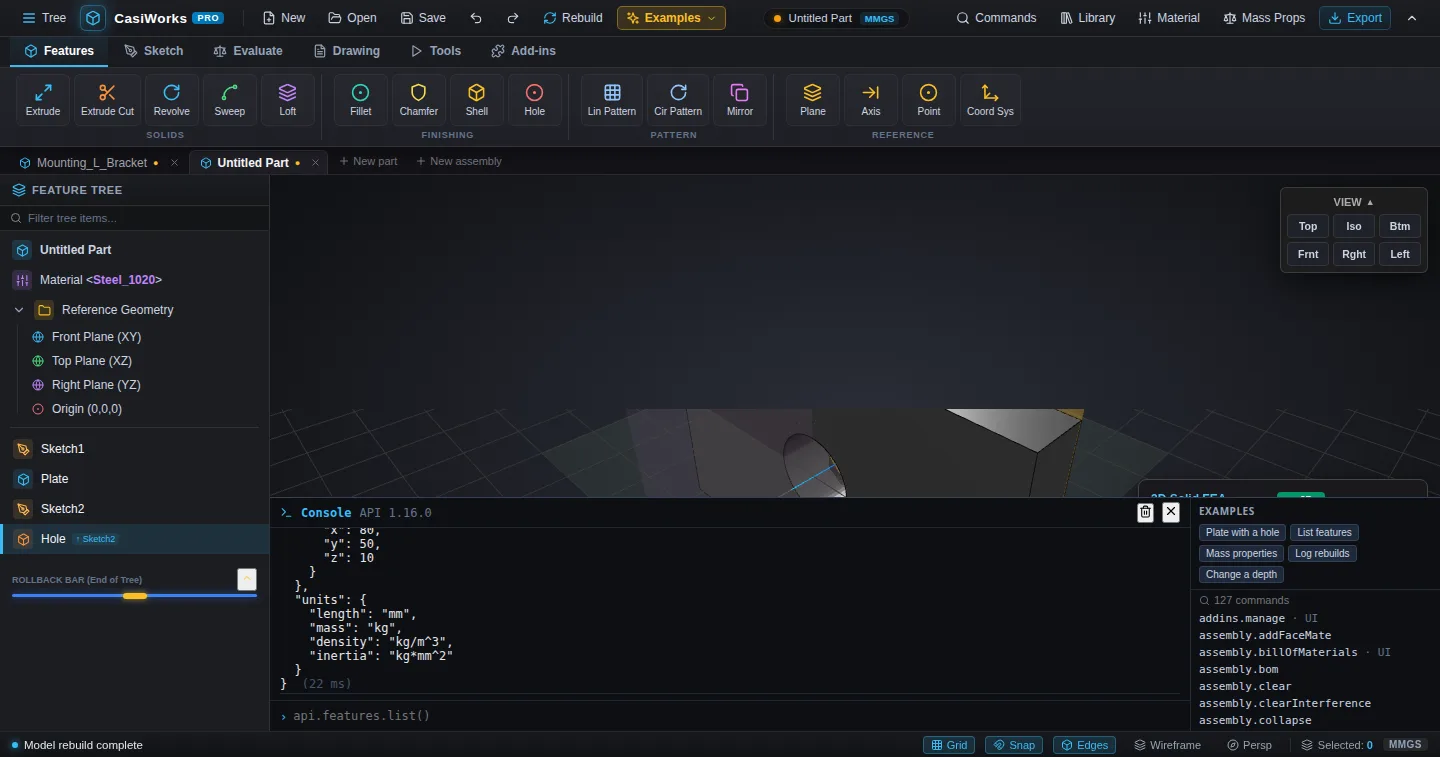 Tree CasiWorks PRO New Open Save Rebuild Examples Untitled Part MMGS Commands Library Material Mass Props Export
Features Sketch Evaluate Drawing Tools Add-ins
Extrude Extrude Cut Revolve Sweep Loft Fillet Chamfer Shell Hole Lin Pattern Cir Pattern Mirror Plane Axis Point Coord Sys
SOLIDS FINISHING PATTERN REFERENCE
Mounting_L_Bracket Untitled Part New part New assembly
FEATURE TREE
Filter tree items...
Untitled Part
Material <Steel_1020>
Reference Geometry
Front Plane (XY)
Top Plane (XZ)
Right Plane (YZ)
Origin (0,0,0)
Sketch1
Plate
Sketch2
Hole ↑ Sketch2
ROLLBACK BAR (End of Tree)
VIEW ▲
Top Iso Btm
Frnt Rght Left
Console API 1.16.0
"x": 80,
"y": 50,
"z": 10
}
},
"units": {
"length": "mm",
"mass": "kg",
"density": "kg/m^3",
"inertia": "kg*mm^2"
}
} (22 ms)
› api.features.list()
EXAMPLES
Plate with a hole List features
Mass properties Log rebuilds
Change a depth
127 commands
addins.manage · UI
assembly.addFaceMate
assembly.billOfMaterials · UI
assembly.bom
assembly.clear
assembly.clearInterference
assembly.collapse
Model rebuild complete Grid Snap Edges Wireframe Persp Selected: 0 MMGS